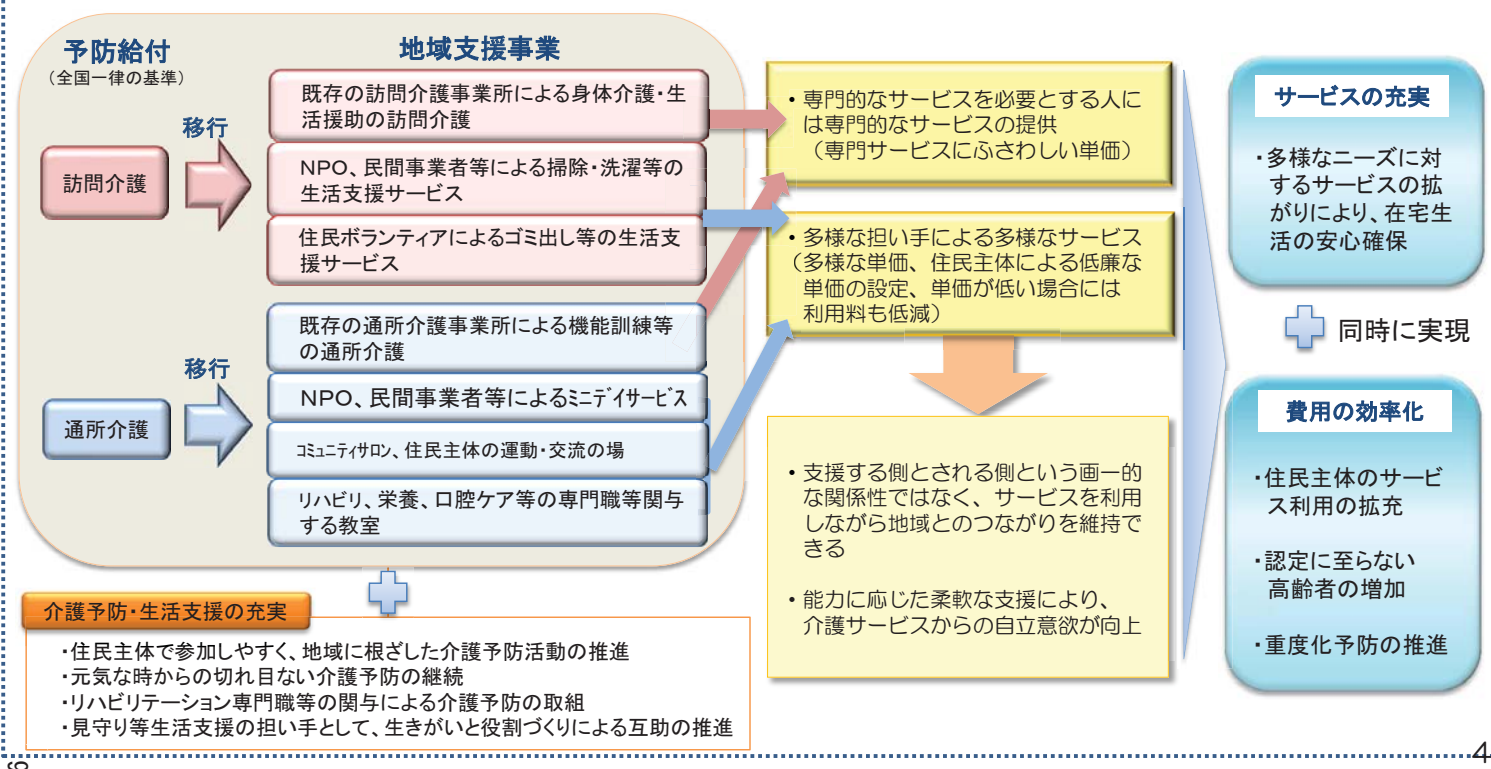 予防給付
(全国一律の基準)
地域支援事業
訪問介護
移行
既存の訪問介護事業所による身体介護・生
活援助の訪問介護
NPO、民間事業者等による掃除・洗濯等の
生活支援サービス
住民ボランティアによるゴミ出し等の生活支
援サービス
通所介護
移行
既存の通所介護事業所による機能訓練等
の通所介護
NPO、民間事業者等によるミニデイサービス
コミュニティサロン、住民主体の運動・交流の場
リハビリ、栄養、口腔ケア等の専門職等関与
する教室
・専門的なサービスを必要とする人に
は専門的なサービスの提供
(専門サービスにふさわしい単価)
・多様な担い手による多様なサービス
(多様な単価、住民主体による低廉な
単価の設定、単価が低い場合には
利用料も低減)
・支援する側とされる側という画一的
な関係性ではなく、サービスを利用
しながら地域とのつながりを維持で
きる
・能力に応じた柔軟な支援により、
介護サービスからの自立意欲が向上
サービスの充実
・多様なニーズに対
するサービスの拡
がりにより、在宅生
活の安心確保
同時に実現
費用の効率化
・住民主体のサービ
ス利用の拡充
・認定に至らない
高齢者の増加
・重度化予防の推進
介護予防・生活支援の充実
・住民主体で参加しやすく、地域に根ざした介護予防活動の推進
・元気な時からの切れ目ない介護予防の継続
・リハビリテーション専門職等の関与による介護予防の取組
・見守り等生活支援の担い手として、生きがいと役割づくりによる互助の推進
4